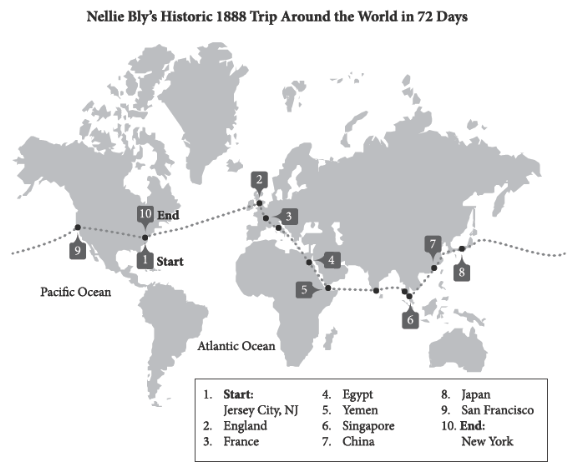 Nellie Bly's Historic 1888 Trip Around the World in 72 Days
2
10 End
3
9
1 Start
7
4
8
5
Pacific Ocean
6
Atlantic Ocean
1. Start:
Jersey City, NJ
2. England
3. France
4. Egypt
5. Yemen
6. Singapore
7. China
8. Japan
9. San Francisco
10. End:
New York